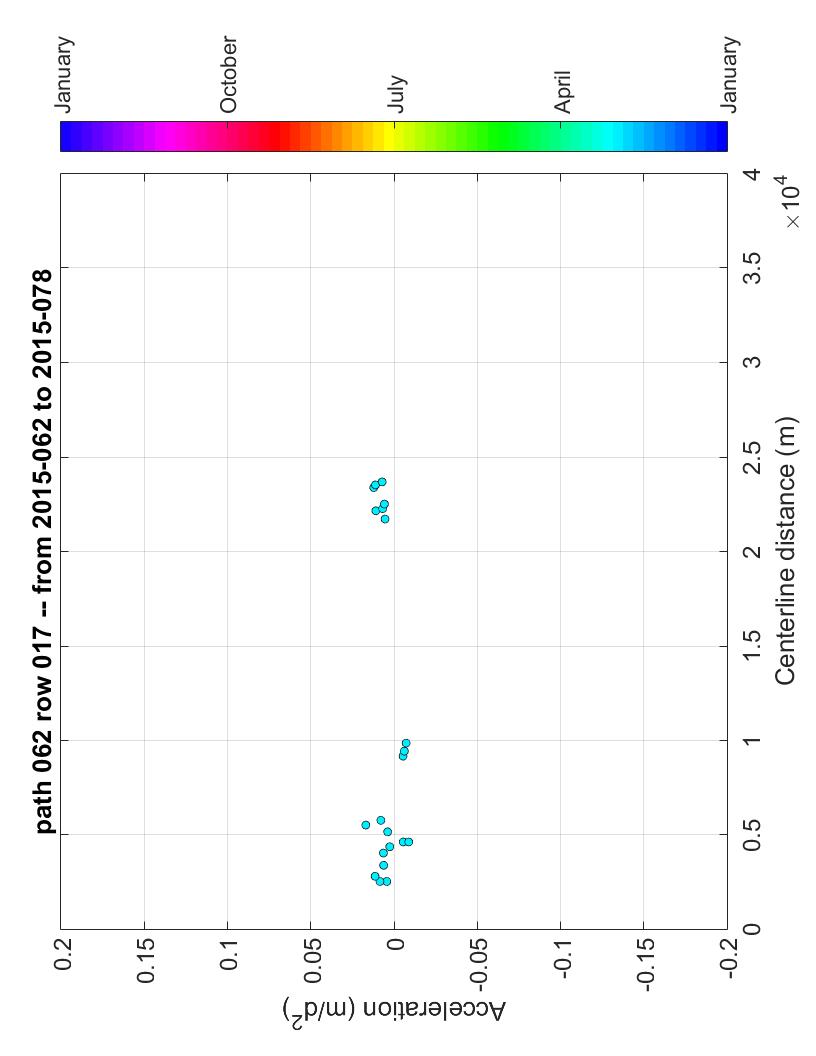 path 062 row 017 -- from 2015-062 to 2015-078
0.2
0.15
0.1
0.05
0
-0.05
-0.1
-0.15
-0.2
Acceleration (m/d²)
0
0.5
1
1.5
2
2.5
3
3.5
4
×10⁴
Centerline distance (m)
January
October
July
April
January